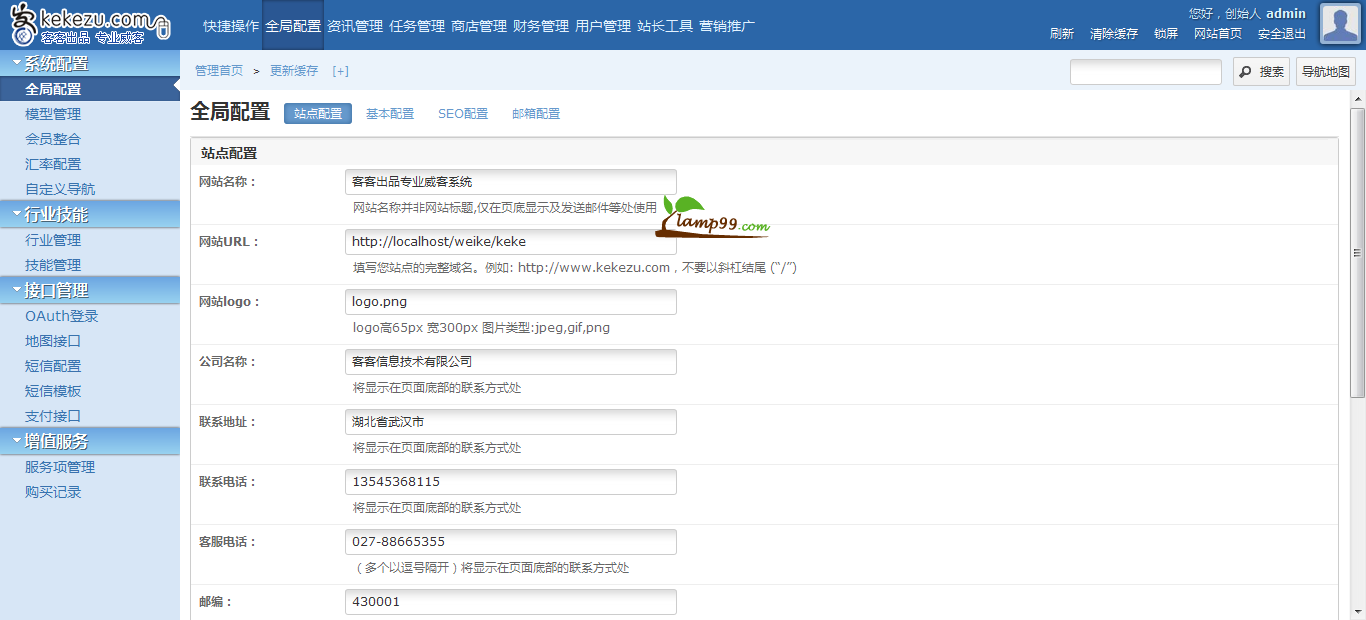 kekezu.com
客客出品 专业威客
快捷操作 全局配置 资讯管理 任务管理 商店管理 财务管理 用户管理 站长工具 营销推广
您好，创始人 admin
刷新 清除缓存 锁屏 网站首页 安全退出
系统配置
全局配置
模型管理
会员整合
汇率配置
自定义导航
行业技能
行业管理
技能管理
接口管理
OAuth登录
地图接口
短信配置
短信模板
支付接口
增值服务
服务项管理
购买记录
管理首页 > 更新缓存 [+]
搜索 导航地图
全局配置 站点配置 基本配置 SEO配置 邮箱配置
站点配置
网站名称： 客客出品专业威客系统
网站名称并非网站标题,仅在页底显示及发送邮件等处使用
lamp99.com
网站URL： http://localhost/weike/keke
填写您站点的完整域名。例如: http://www.kekezu.com，不要以斜杠结尾 (“/”)
网站logo： logo.png
logo高65px 宽300px 图片类型:jpeg,gif,png
公司名称： 客客信息技术有限公司
将显示在页面底部的联系方式处
联系地址： 湖北省武汉市
将显示在页面底部的联系方式处
联系电话： 13545368115
将显示在页面底部的联系方式处
客服电话： 027-88665355
（多个以逗号隔开）将显示在页面底部的联系方式处
邮编： 430001